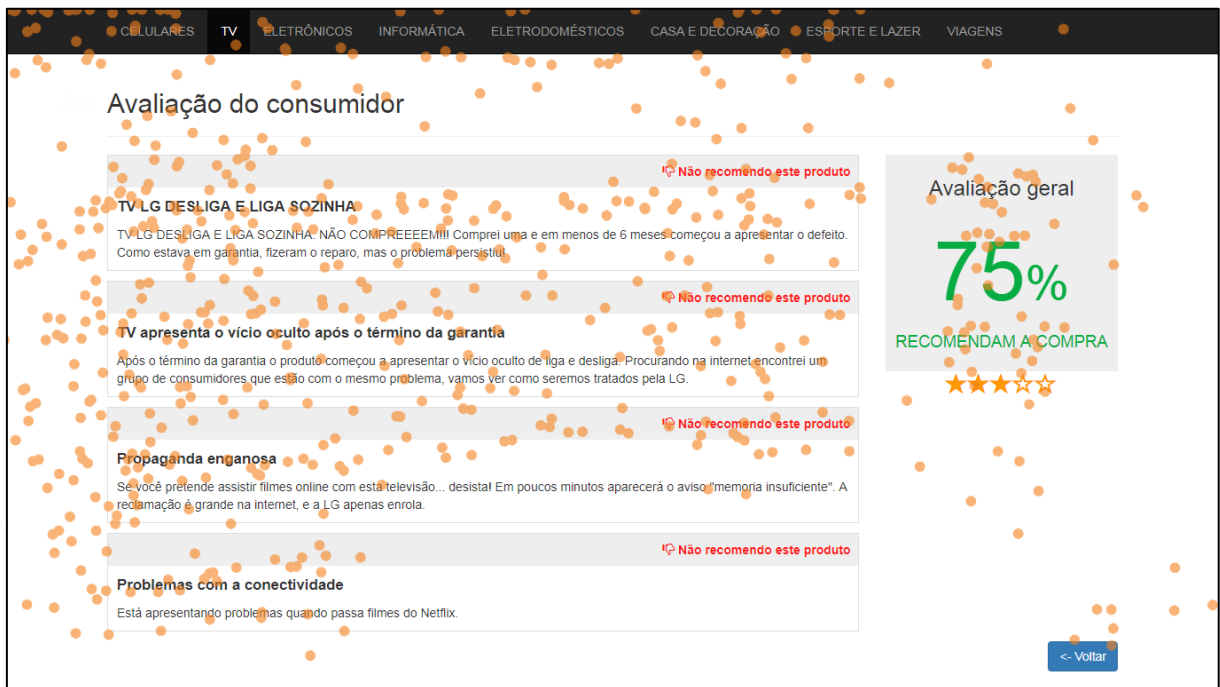 CELULARES TV ELETRÔNICOS INFORMÁTICA ELETRODOMÉSTICOS CASA E DECORAÇÃO ESPORTE E LAZER VIAGENS
Avaliação do consumidor
Não recomendo este produto
TV LG DESLIGA E LIGA SOZINHA
TV LG DESLIGA E LIGA SOZINHA. NÃO COMPREEEEM!!! Comprei uma e em menos de 6 meses começou a apresentar o defeito.
Como estava em garantia, fizeram o reparo, mas o problema persistiu!
Não recomendo este produto
TV apresenta o vício oculto após o término da garantia
Após o término da garantia o produto começou a apresentar o vício oculto de liga e desliga. Procurando na internet encontrei um
grupo de consumidores que estão com o mesmo problema, vamos ver como seremos tratados pela LG.
Não recomendo este produto
Propaganda enganosa
Se você pretende assistir filmes online com esta televisão... desista! Em poucos minutos aparecerá o aviso "memoria insuficiente". A
reclamação é grande na internet, e a LG apenas enrola.
Não recomendo este produto
Problemas com a conectividade
Está apresentando problemas quando passa filmes do Netflix.
Avaliação geral
75%
RECOMENDAM A COMPRA
<- Voltar